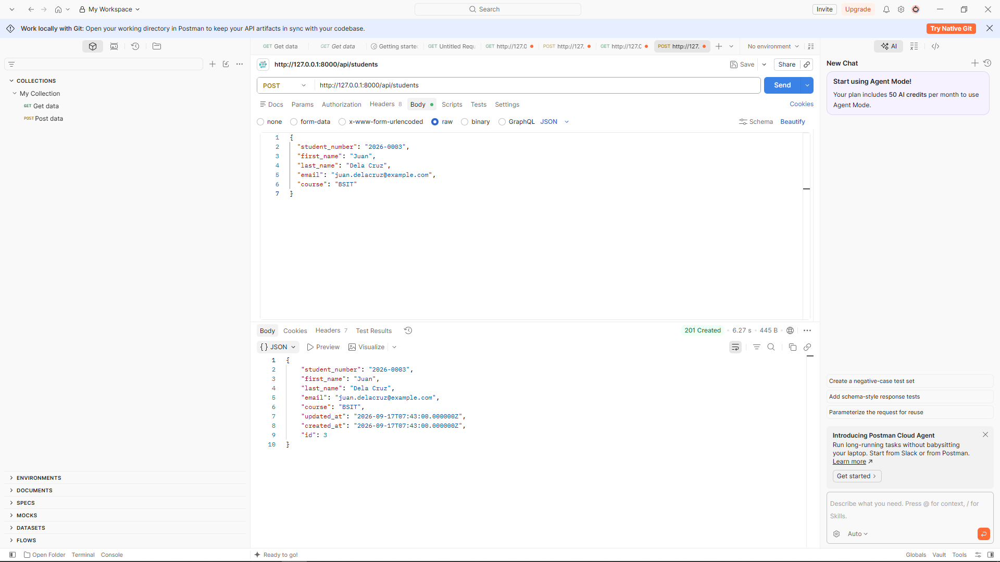 My Workspace
Search
Invite
Upgrade
Work locally with Git: Open your working directory in Postman to keep your API artifacts in sync with your codebase.
Try Native Git
COLLECTIONS
My Collection
GET Get data
POST Post data
ENVIRONMENTS
DOCUMENTS
SPECS
MOCKS
DATASETS
FLOWS
GET Get data
GET Get data
Getting starte
GET Untitled Requ
GET http://127.0
POST http://127.
GET http://127.0
POST http://127.
No environment
HTTP
http://127.0.0.1:8000/api/students
Save
Share
POST
http://127.0.0.1:8000/api/students
Send
Docs
Params
Authorization
Headers 8
Body
Scripts
Tests
Settings
Cookies
none
form-data
x-www-form-urlencoded
raw
binary
GraphQL
JSON
Schema
Beautify
1 {
2 "student_number": "2026-0003",
3 "first_name": "Juan",
4 "last_name": "Dela Cruz",
5 "email": "juan.delacruz@example.com",
6 "course": "BSIT"
7 }
Body
Cookies
Headers 7
Test Results
201 Created
6.27 s
445 B
{} JSON
Preview
Visualize
1 {
2 "student_number": "2026-0003",
3 "first_name": "Juan",
4 "last_name": "Dela Cruz",
5 "email": "juan.delacruz@example.com",
6 "course": "BSIT",
7 "updated_at": "2026-09-17T07:43:00.000000Z",
8 "created_at": "2026-09-17T07:43:00.000000Z",
9 "id": 3
10 }
AI
New Chat
Start using Agent Mode!
Your plan includes 50 AI credits per month to use
Agent Mode.
Create a negative-case test set
Add schema-style response tests
Parameterize the request for reuse
Introducing Postman Cloud Agent
Run long-running tasks without babysitting
your laptop. Start from Slack or from Postman.
Learn more
Get started
Describe what you need. Press @ for context, / for
Skills.
Auto
Open Folder
Terminal
Console
Ready to go!
Globals
Vault
Tools